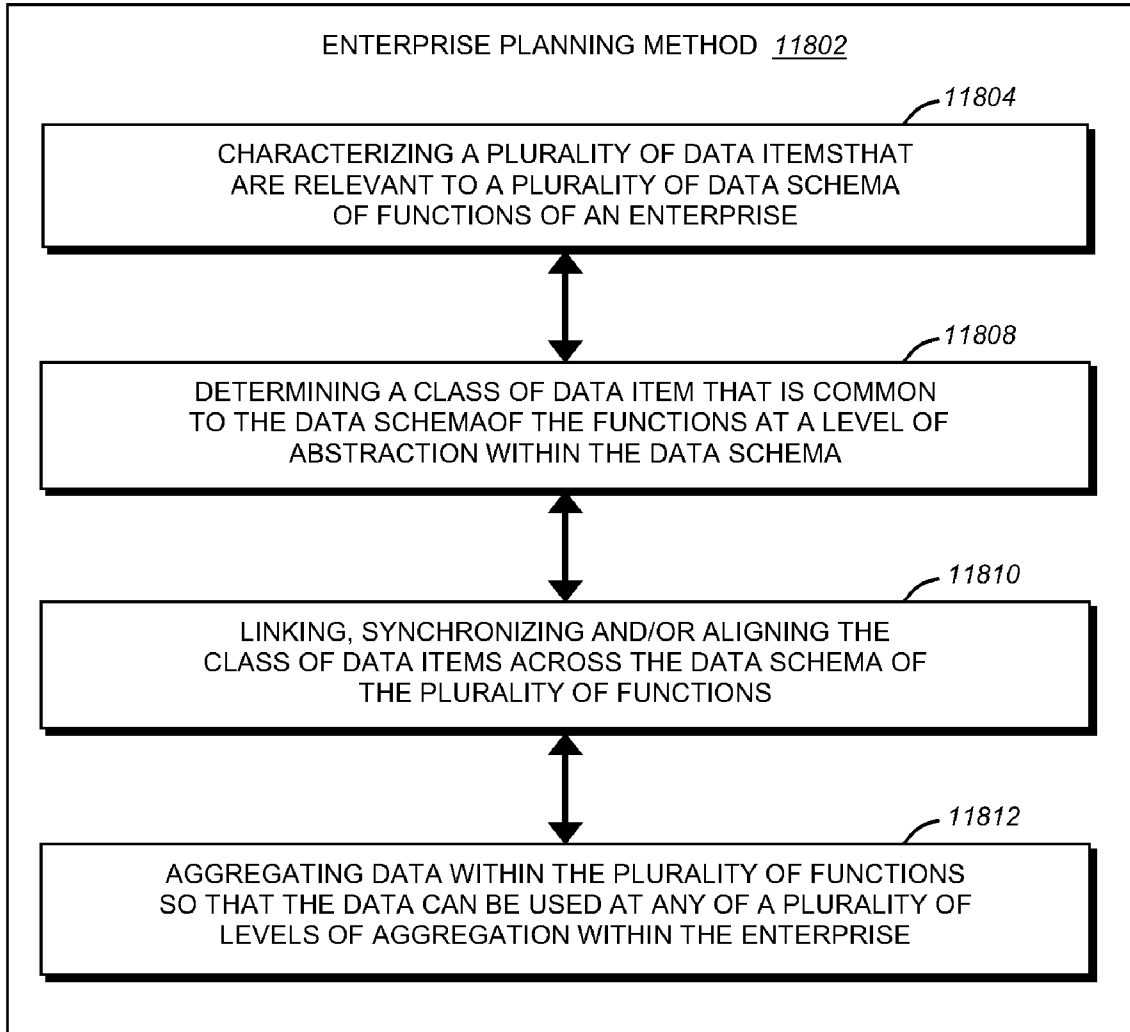 ENTERPRISE PLANNING METHOD 11802
11804
CHARACTERIZING A PLURALITY OF DATA ITEMSTHAT
ARE RELEVANT TO A PLURALITY OF DATA SCHEMA
OF FUNCTIONS OF AN ENTERPRISE
11808
DETERMINING A CLASS OF DATA ITEM THAT IS COMMON
TO THE DATA SCHEMAOF THE FUNCTIONS AT A LEVEL OF
ABSTRACTION WITHIN THE DATA SCHEMA
11810
LINKING, SYNCHRONIZING AND/OR ALIGNING THE
CLASS OF DATA ITEMS ACROSS THE DATA SCHEMA OF
THE PLURALITY OF FUNCTIONS
11812
AGGREGATING DATA WITHIN THE PLURALITY OF FUNCTIONS
SO THAT THE DATA CAN BE USED AT ANY OF A PLURALITY OF
LEVELS OF AGGREGATION WITHIN THE ENTERPRISE